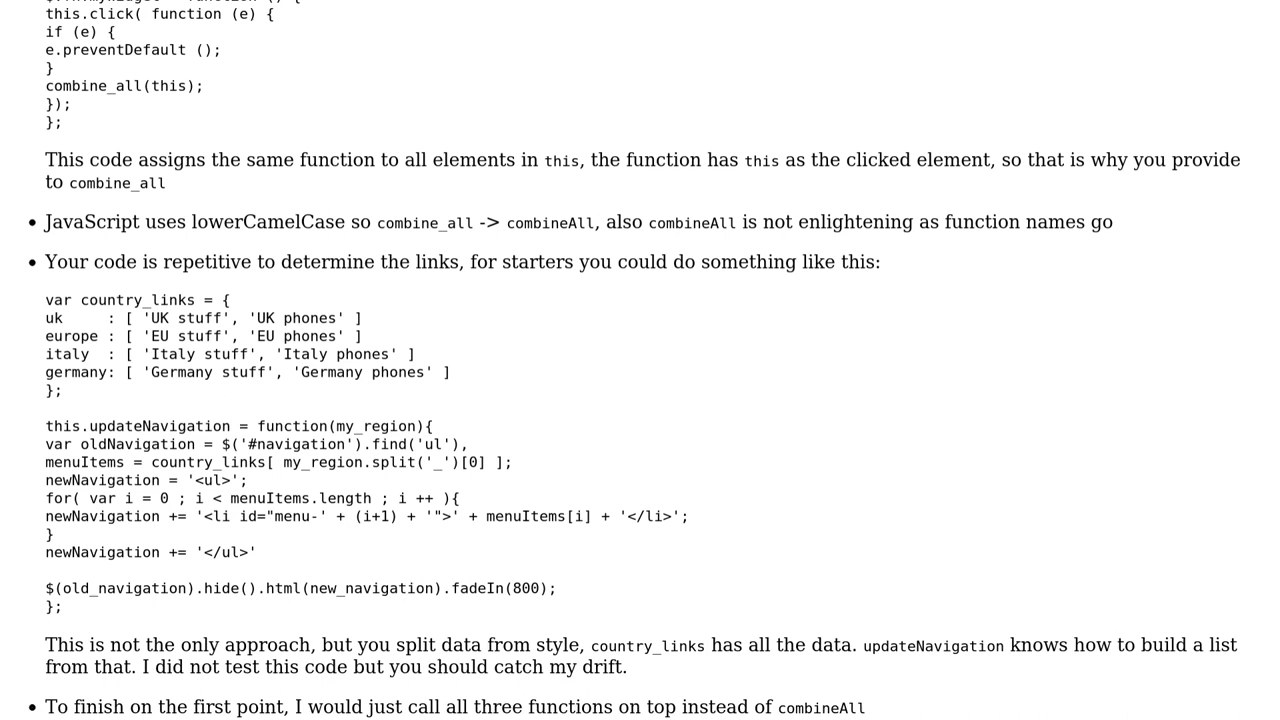 this.click( function (e) {
if (e) {
e.preventDefault ();
}
combine_all(this);
});
};
This code assigns the same function to all elements in this, the function has this as the clicked element, so that is why you provide
to combine_all
• JavaScript uses lowerCamelCase so combine_all -> combineAll, also combineAll is not enlightening as function names go
• Your code is repetitive to determine the links, for starters you could do something like this:
var country_links = {
uk     : [ 'UK stuff', 'UK phones' ]
europe : [ 'EU stuff', 'EU phones' ]
italy  : [ 'Italy stuff', 'Italy phones' ]
germany: [ 'Germany stuff', 'Germany phones' ]
};
this.updateNavigation = function(my_region){
var oldNavigation = $('#navigation').find('ul'),
menuItems = country_links[ my_region.split('_')[0] ];
newNavigation = '<ul>';
for( var i = 0 ; i < menuItems.length ; i ++ ){
newNavigation += '<li id="menu-' + (i+1) + '">' + menuItems[i] + '</li>';
}
newNavigation += '</ul>'
$(old_navigation).hide().html(new_navigation).fadeIn(800);
};
This is not the only approach, but you split data from style, country_links has all the data. updateNavigation knows how to build a list
from that. I did not test this code but you should catch my drift.
• To finish on the first point, I would just call all three functions on top instead of combineAll